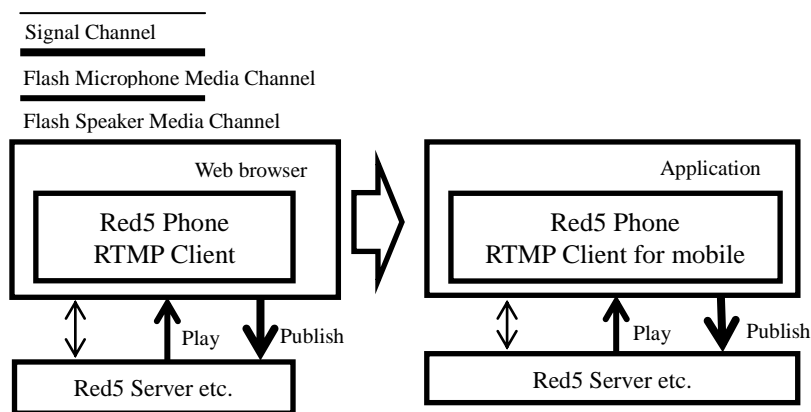 Signal Channel
Flash Microphone Media Channel
Flash Speaker Media Channel
Web browser
Red5 Phone
RTMP Client
Play
Publish
Red5 Server etc.
Application
Red5 Phone
RTMP Client for mobile
Play
Publish
Red5 Server etc.